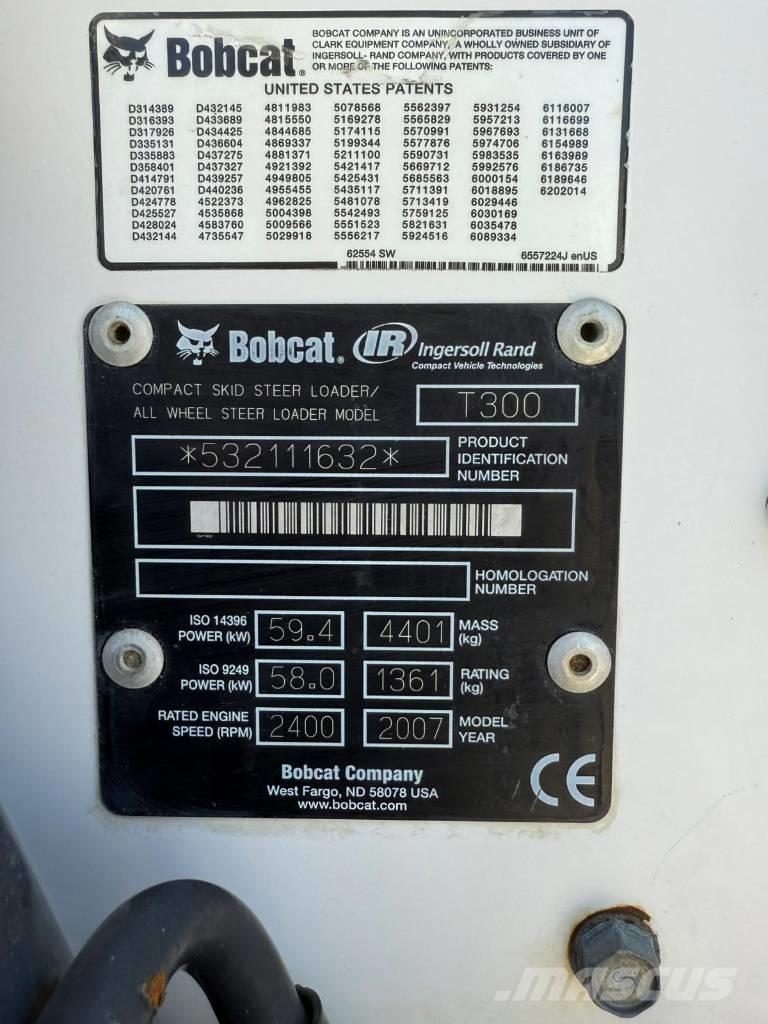 Bobcat®
BOBCAT COMPANY IS AN UNINCORPORATED BUSINESS UNIT OF
CLARK EQUIPMENT COMPANY, A WHOLLY OWNED SUBSIDIARY OF
INGERSOLL- RAND COMPANY, WITH PRODUCTS COVERED BY ONE
OR MORE OF THE FOLLOWING PATENTS:
UNITED STATES PATENTS
D314389 D432145 4811983 5078568 5562397 5931254 6116007
D316393 D433689 4815550 5169278 5565829 5957213 6116699
D317926 D434425 4844685 5174115 5570991 5967693 6131668
D335131 D436604 4869337 5199344 5577876 5974706 6154989
D335883 D437275 4881371 5211100 5590731 5983535 6163989
D358401 D437327 4921392 5421417 5669712 5992576 6186735
D414791 D439257 4949805 5425431 5685563 6000154 6189646
D420761 D440236 4955455 5435117 5711391 6018895 6202014
D424778 4522373 4962825 5481078 5713419 6029446
D425527 4535868 5004398 5542493 5759125 6030169
D428024 4583760 5009566 5551523 5821631 6035478
D432144 4735547 5029918 5556217 5924516 6089334
62554 SW 6557224J enUS
Bobcat® IR Ingersoll Rand
Compact Vehicle Technologies
COMPACT SKID STEER LOADER/
ALL WHEEL STEER LOADER MODEL T300
*532111632* PRODUCT
IDENTIFICATION
NUMBER
HOMOLOGATION
NUMBER
ISO 14396
POWER (kW) 59.4 4401 MASS
(kg)
ISO 9249
POWER (kW) 58.0 1361 RATING
(kg)
RATED ENGINE
SPEED (RPM) 2400 2007 MODEL
YEAR
Bobcat Company
West Fargo, ND 58078 USA
www.bobcat.com
CE
mascus